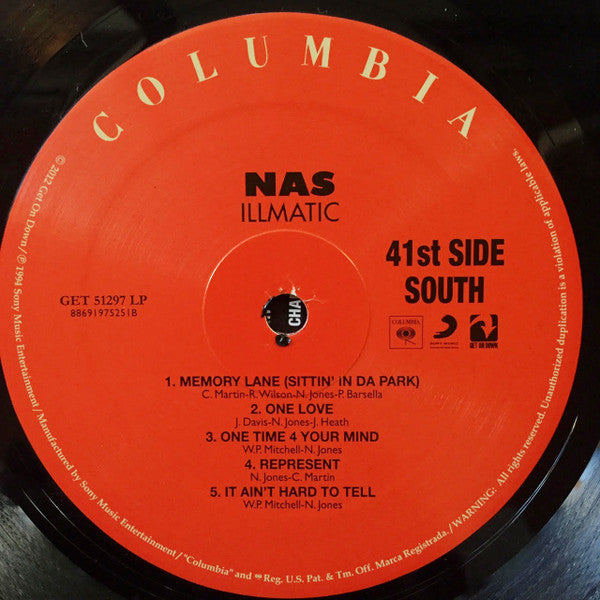 COLUMBIA
NAS
ILLMATIC
41st SIDE
SOUTH
GET 51297 LP
88691975251B
COLUMBIA
SONY MUSIC
GET ON DOWN
CHA
1. MEMORY LANE (SITTIN' IN DA PARK)
C. Martin-R. Wilson-N. Jones-P. Barsella
2. ONE LOVE
J. Davis-N. Jones-J. Heath
3. ONE TIME 4 YOUR MIND
W.P. Mitchell-N. Jones
4. REPRESENT
N. Jones-C. Martin
5. IT AIN'T HARD TO TELL
W.P. Mitchell-N. Jones
© 2012 Get On Down / ℗ 1994 Sony Music Entertainment / Manufactured by Sony Music Entertainment / "Columbia" and ® Reg. U.S. Pat. & Tm. Off. Marca Registrada. / WARNING: All rights reserved. Unauthorized duplication is a violation of applicable laws.